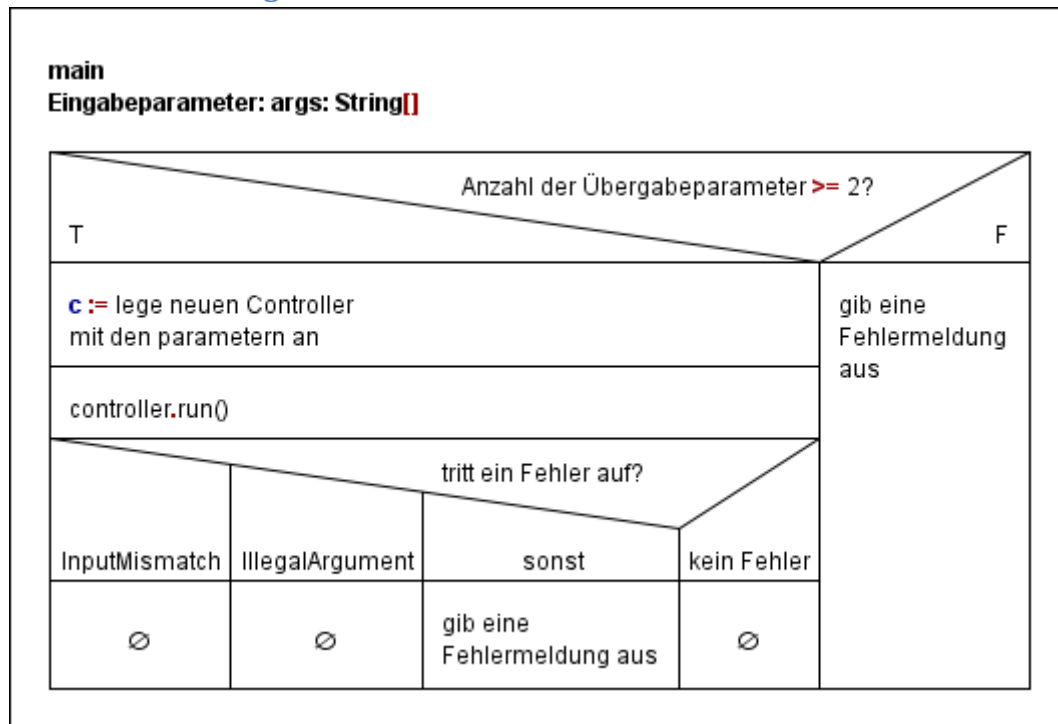 main
Eingabeparameter: args: String[]
Anzahl der Übergabeparameter >= 2?
T
F
c := lege neuen Controller
mit den parametern an
gib eine
Fehlermeldung
aus
controller.run()
tritt ein Fehler auf?
InputMismatch
IllegalArgument
sonst
kein Fehler
∅
∅
gib eine
Fehlermeldung aus
∅